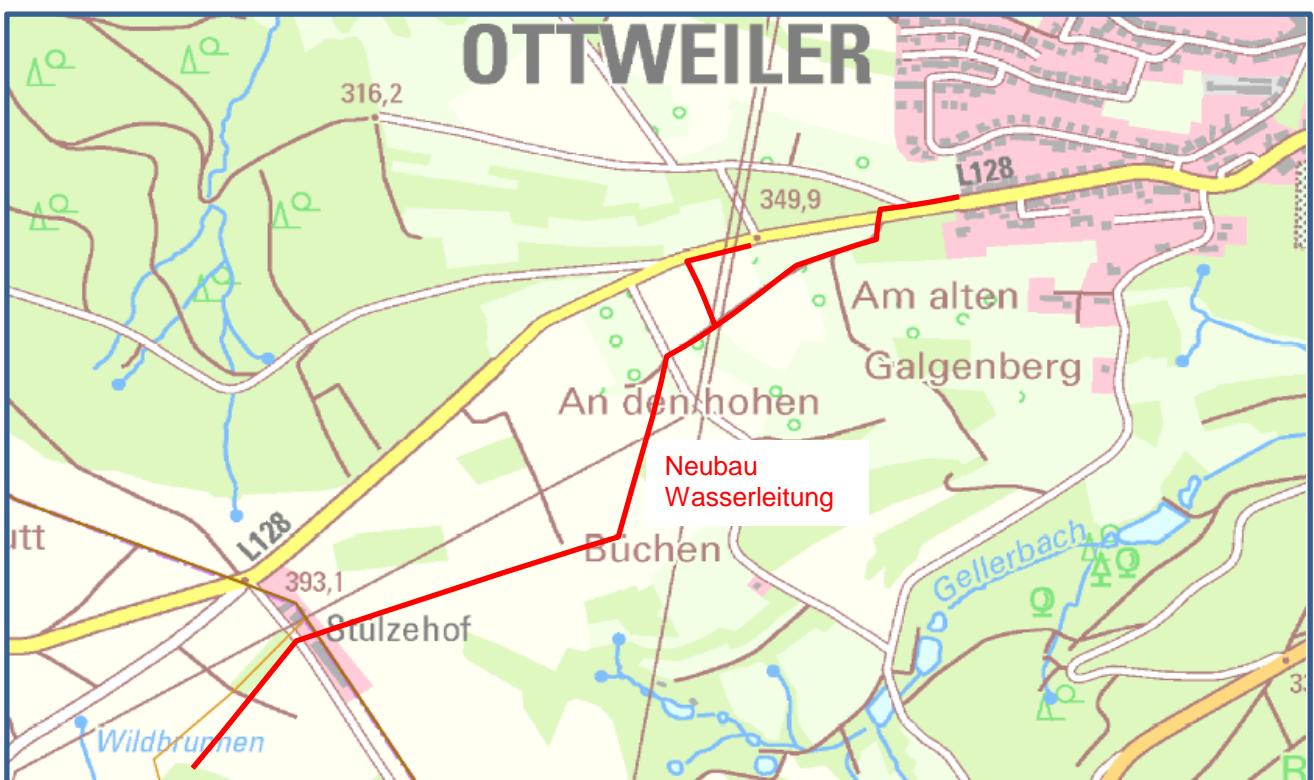 OTTWEILER
316,2
L128
349,9
Am alten
Galgenberg
An den hohen
Neubau
Wasserleitung
Büchen
L128
393,1
Stülzehof
Gellerbach
Wildbrunnen